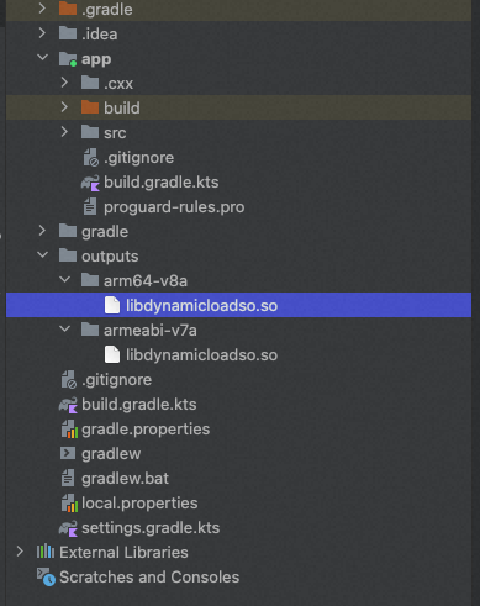 .gradle
.idea
app
.cxx
build
src
.gitignore
build.gradle.kts
proguard-rules.pro
gradle
outputs
arm64-v8a
libdynamicloadso.so
armeabi-v7a
libdynamicloadso.so
.gitignore
build.gradle.kts
gradle.properties
gradlew
gradlew.bat
local.properties
settings.gradle.kts
External Libraries
Scratches and Consoles